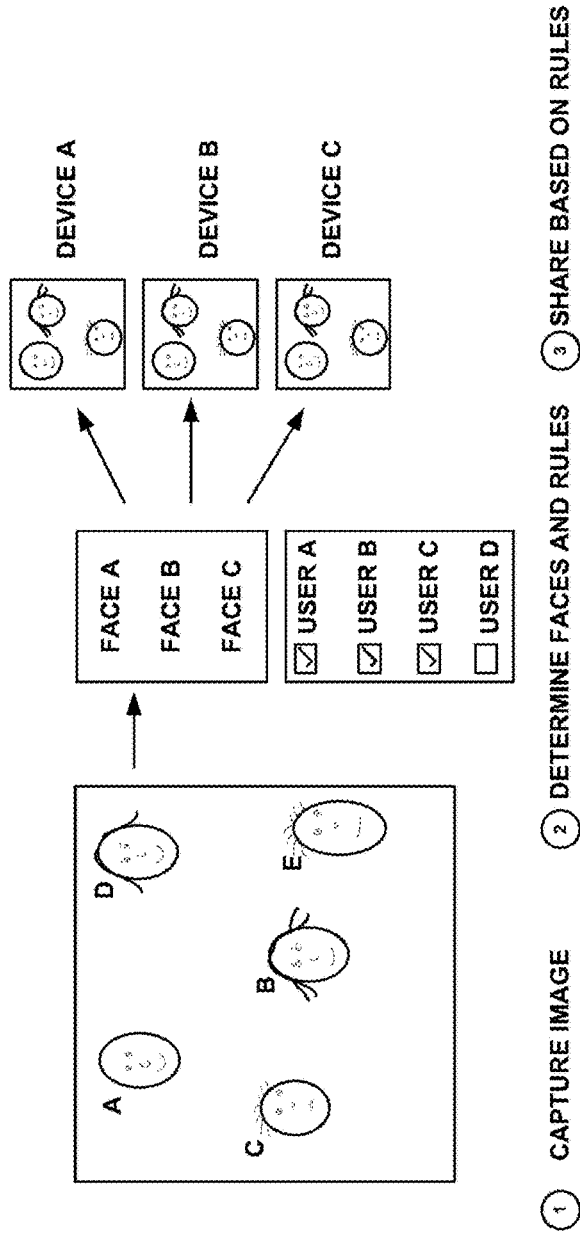 A
D
C
B
E
FACE A
FACE B
FACE C
USER A
USER B
USER C
USER D
DEVICE A
DEVICE B
DEVICE C
1 CAPTURE IMAGE
2 DETERMINE FACES AND RULES
3 SHARE BASED ON RULES